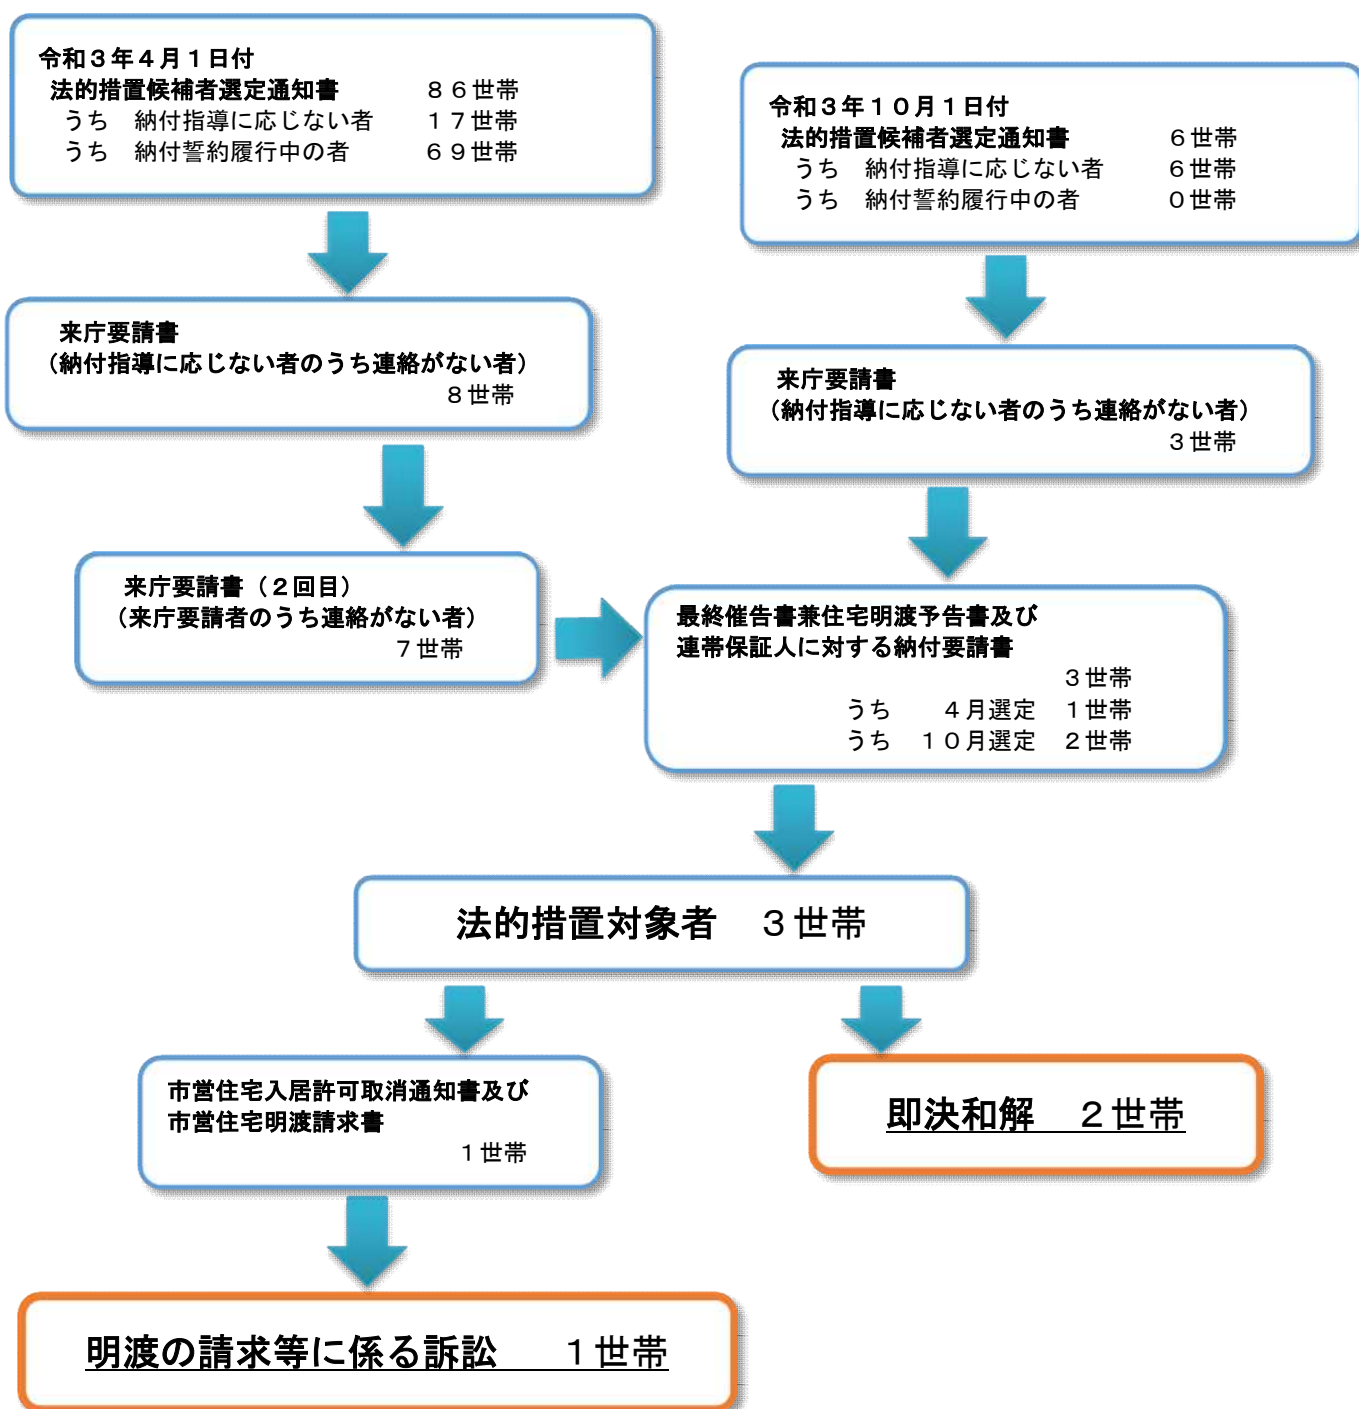 令和３年４月１日付
法的措置候補者選定通知書　８６世帯
うち　納付指導に応じない者　１７世帯
うち　納付誓約履行中の者　６９世帯
令和３年１０月１日付
法的措置候補者選定通知書　６世帯
うち　納付指導に応じない者　６世帯
うち　納付誓約履行中の者　０世帯
来庁要請書
（納付指導に応じない者のうち連絡がない者）
８世帯
来庁要請書
（納付指導に応じない者のうち連絡がない者）
３世帯
来庁要請書（２回目）
（来庁要請者のうち連絡がない者）
７世帯
最終催告書兼住宅明渡予告書及び
連帯保証人に対する納付要請書
３世帯
うち　４月選定　１世帯
うち　１０月選定　２世帯
法的措置対象者　３世帯
市営住宅入居許可取消通知書及び
市営住宅明渡請求書
１世帯
即決和解　２世帯
明渡の請求等に係る訴訟　１世帯